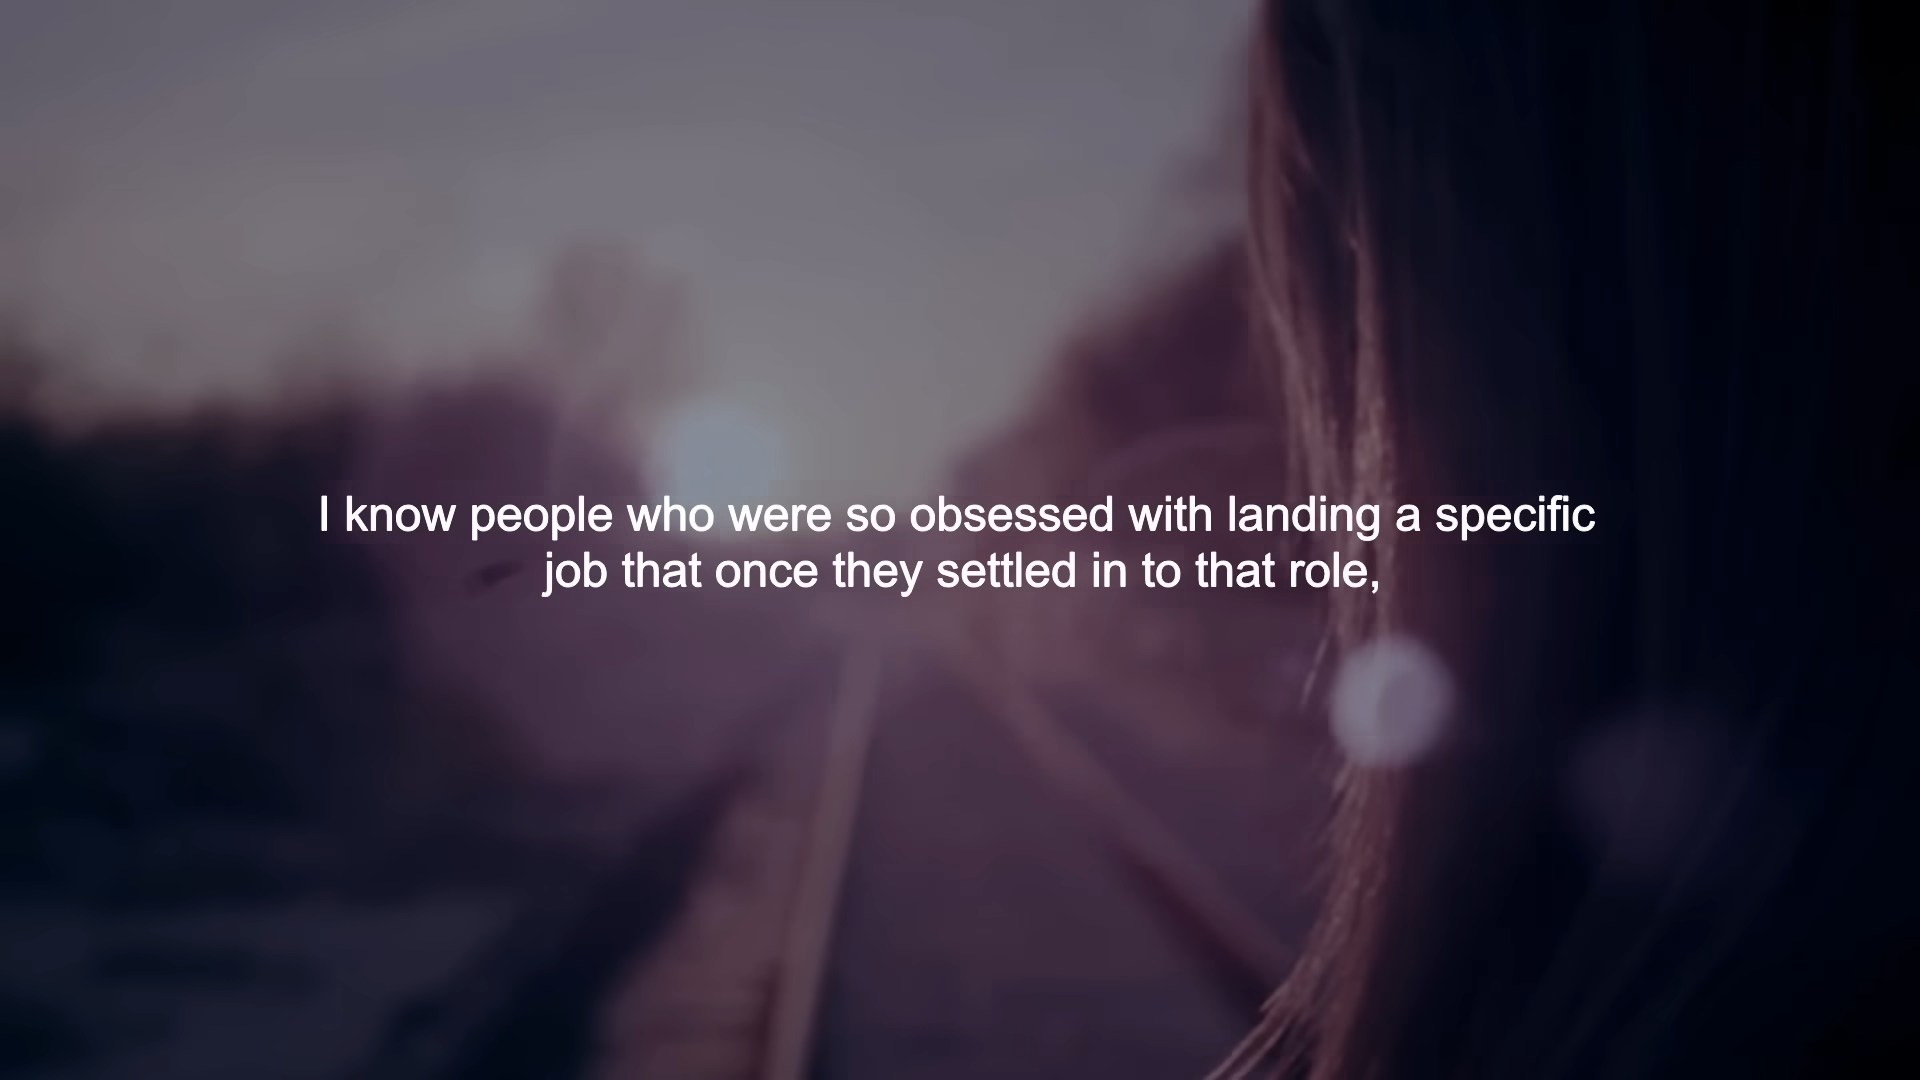 I know people who were so obsessed with landing a specific
job that once they settled in to that role,